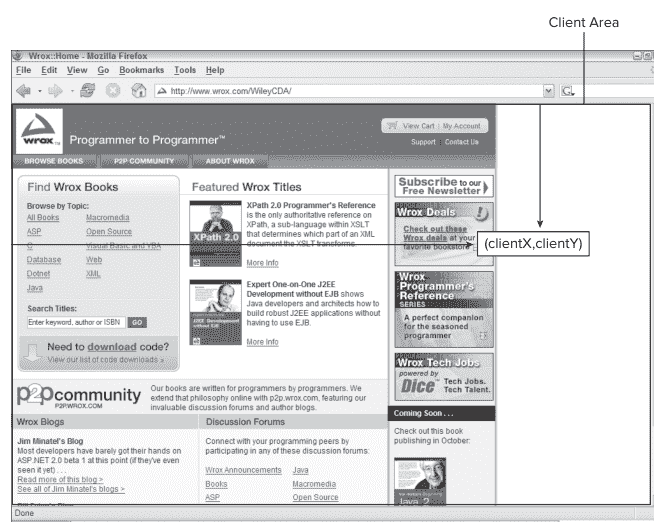 Client Area
Wrox::Home - Mozilla Firefox
File Edit View Go Bookmarks Tools Help
http://www.wrox.com/WileyCDA/
View Cart | My Account
wrox™ Programmer to Programmer™
Support Contact Us
BROWSE BOOKS P2P COMMUNITY ABOUT WROX
Find Wrox Books
Browse by Topic:
All Books Macromedia
ASP Open Source
C Visual Basic and VBA
Database Web
Dotnet XML
Java
Search Titles:
Enter keyword, author or ISBN GO
Need to download code?
View our list of code downloads »
Featured Wrox Titles
XPath 2.0
XPath 2.0 Programmer's Reference
is the only authoritative reference on
XPath, a sub-language within XSLT
that determines which part of an XML
document the XSLT transforms.
More Info
Expert One-on-One J2EE
Development without EJB shows
Java developers and architects how to
build robust J2EE applications without
having to use EJB.
More Info
Subscribe to our
Free Newsletter
Wrox Deals
Check out these
Wrox deals at your
favorite bookstore
(clientX,clientY)
Wrox
Programmer's
Reference
SERIES
A perfect companion
for the seasoned
programmer
Wrox Tech Jobs
powered by
Dice™ Tech Jobs.
Tech Talent.
p2pcommunity
P2P.WROX.COM
Our books are written for programmers by programmers. We
extend that philosophy online with p2p.wrox.com, featuring our
invaluable discussion forums and author blogs.
Wrox Blogs
Jim Minatel's Blog
Most developers have barely got their hands on
ASP.NET 2.0 beta 1 at this point (if they've even
seen it yet) . . .
Read more of this blog >
See all of Jim Minatel's blogs >
Discussion Forums
Connect with your programming peers by
participating in any of these discussion forums:
Wrox Announcements Java
Books Macromedia
ASP Open Source
Coming Soon . . .
Check out this book
publishing in October:
Java 2
Done